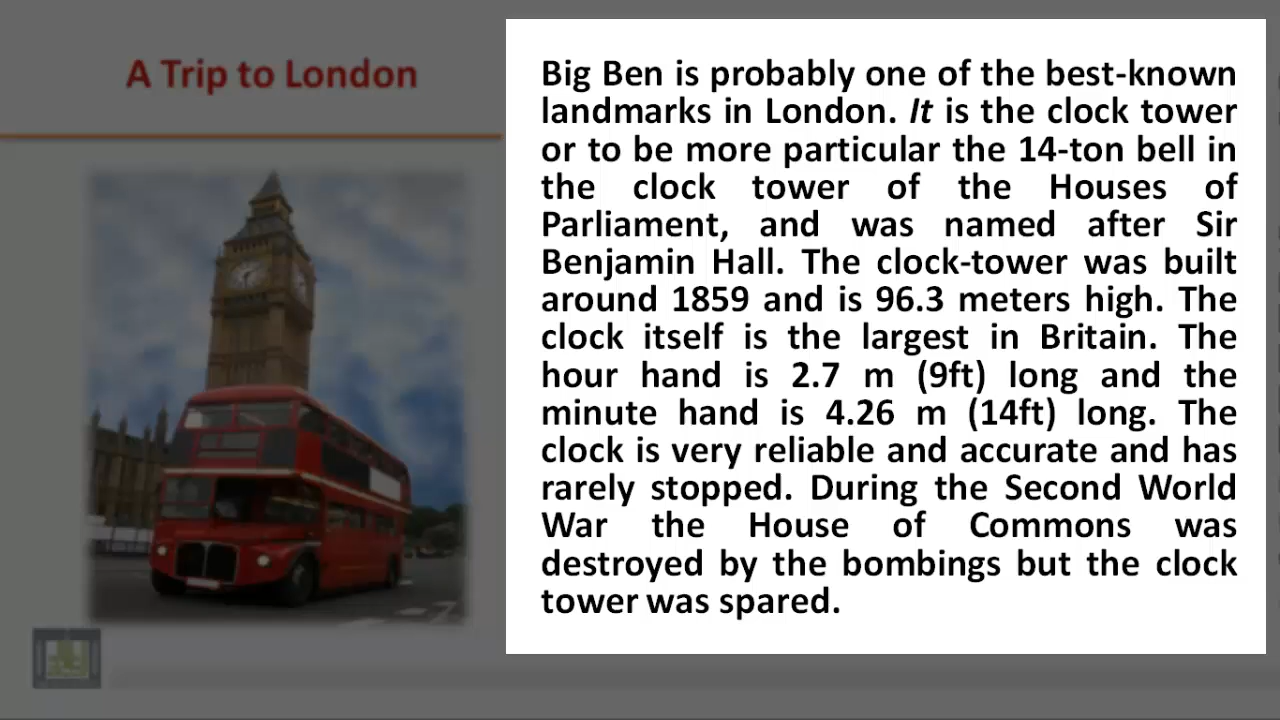 A Trip to London
Big Ben is probably one of the best-known
landmarks in London. It is the clock tower
or to be more particular the 14-ton bell in
the clock tower of the Houses of
Parliament, and was named after Sir
Benjamin Hall. The clock-tower was built
around 1859 and is 96.3 meters high. The
clock itself is the largest in Britain. The
hour hand is 2.7 m (9ft) long and the
minute hand is 4.26 m (14ft) long. The
clock is very reliable and accurate and has
rarely stopped. During the Second World
War the House of Commons was
destroyed by the bombings but the clock
tower was spared.